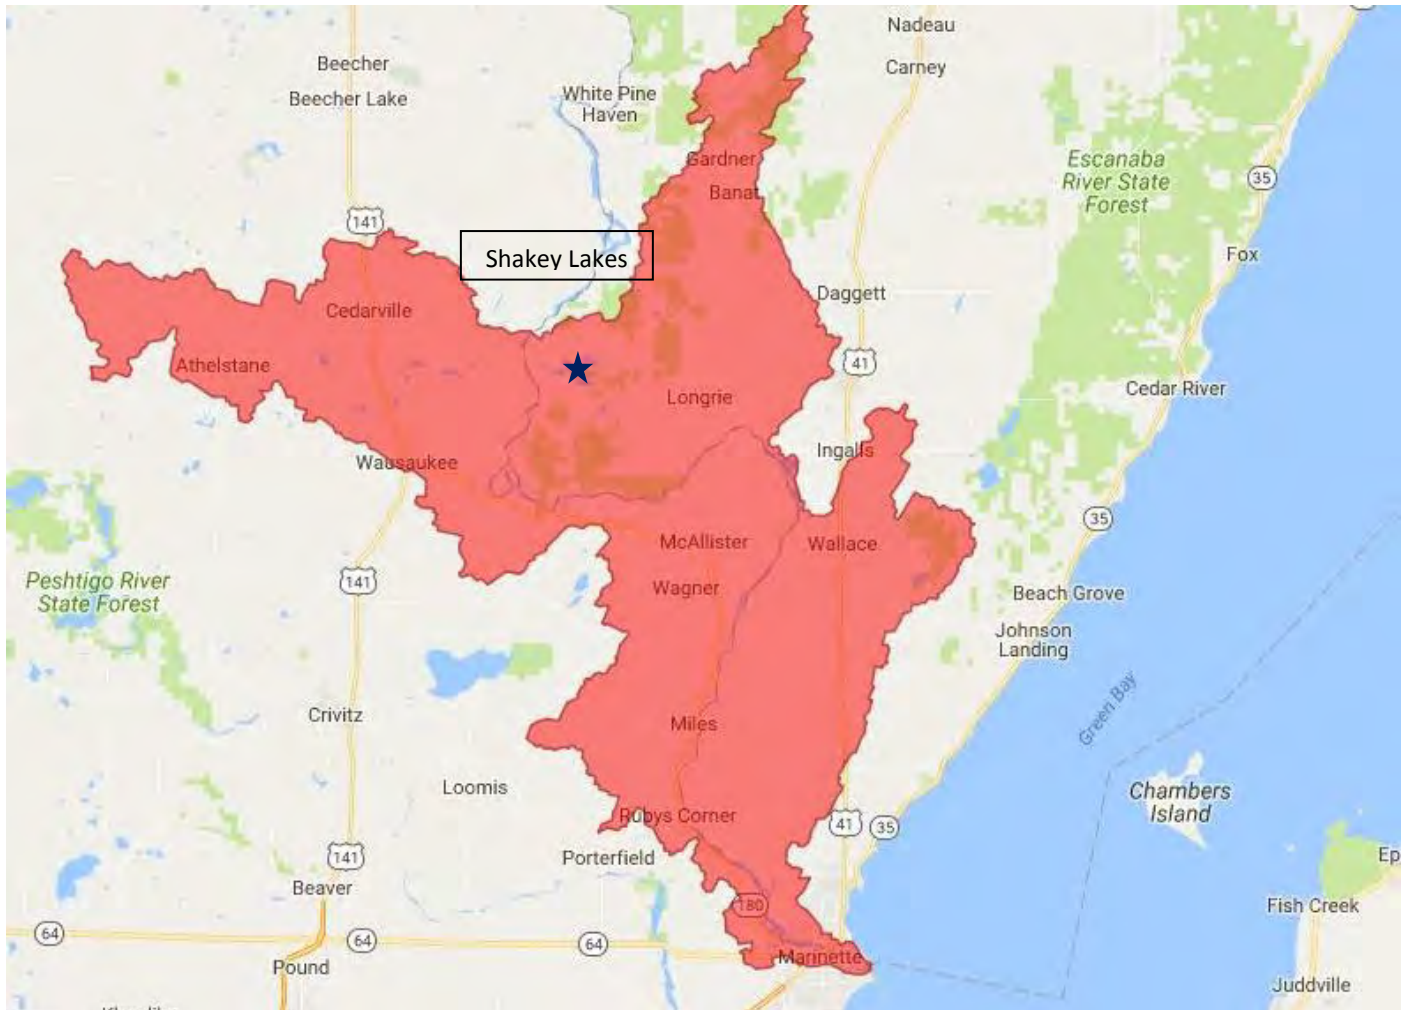 Nadeau
Beecher
Carney
Beecher Lake
White Pine
Haven
Gardner
Escanaba
River State
Forest
35
Banat
141
Shakey Lakes
Fox
Daggett
Cedarville
Athelstane
41
Cedar River
Longrie
Ingalls
Wausaukee
35
McAllister
Wallace
Peshtigo River
State Forest
141
Wagner
Beach Grove
Johnson
Landing
Green Bay
Crivitz
Miles
Loomis
Chambers
Island
Rubys Corner
41
35
141
Porterfield
Ep
Beaver
180
Fish Creek
64
64
64
Marinette
Pound
Juddville